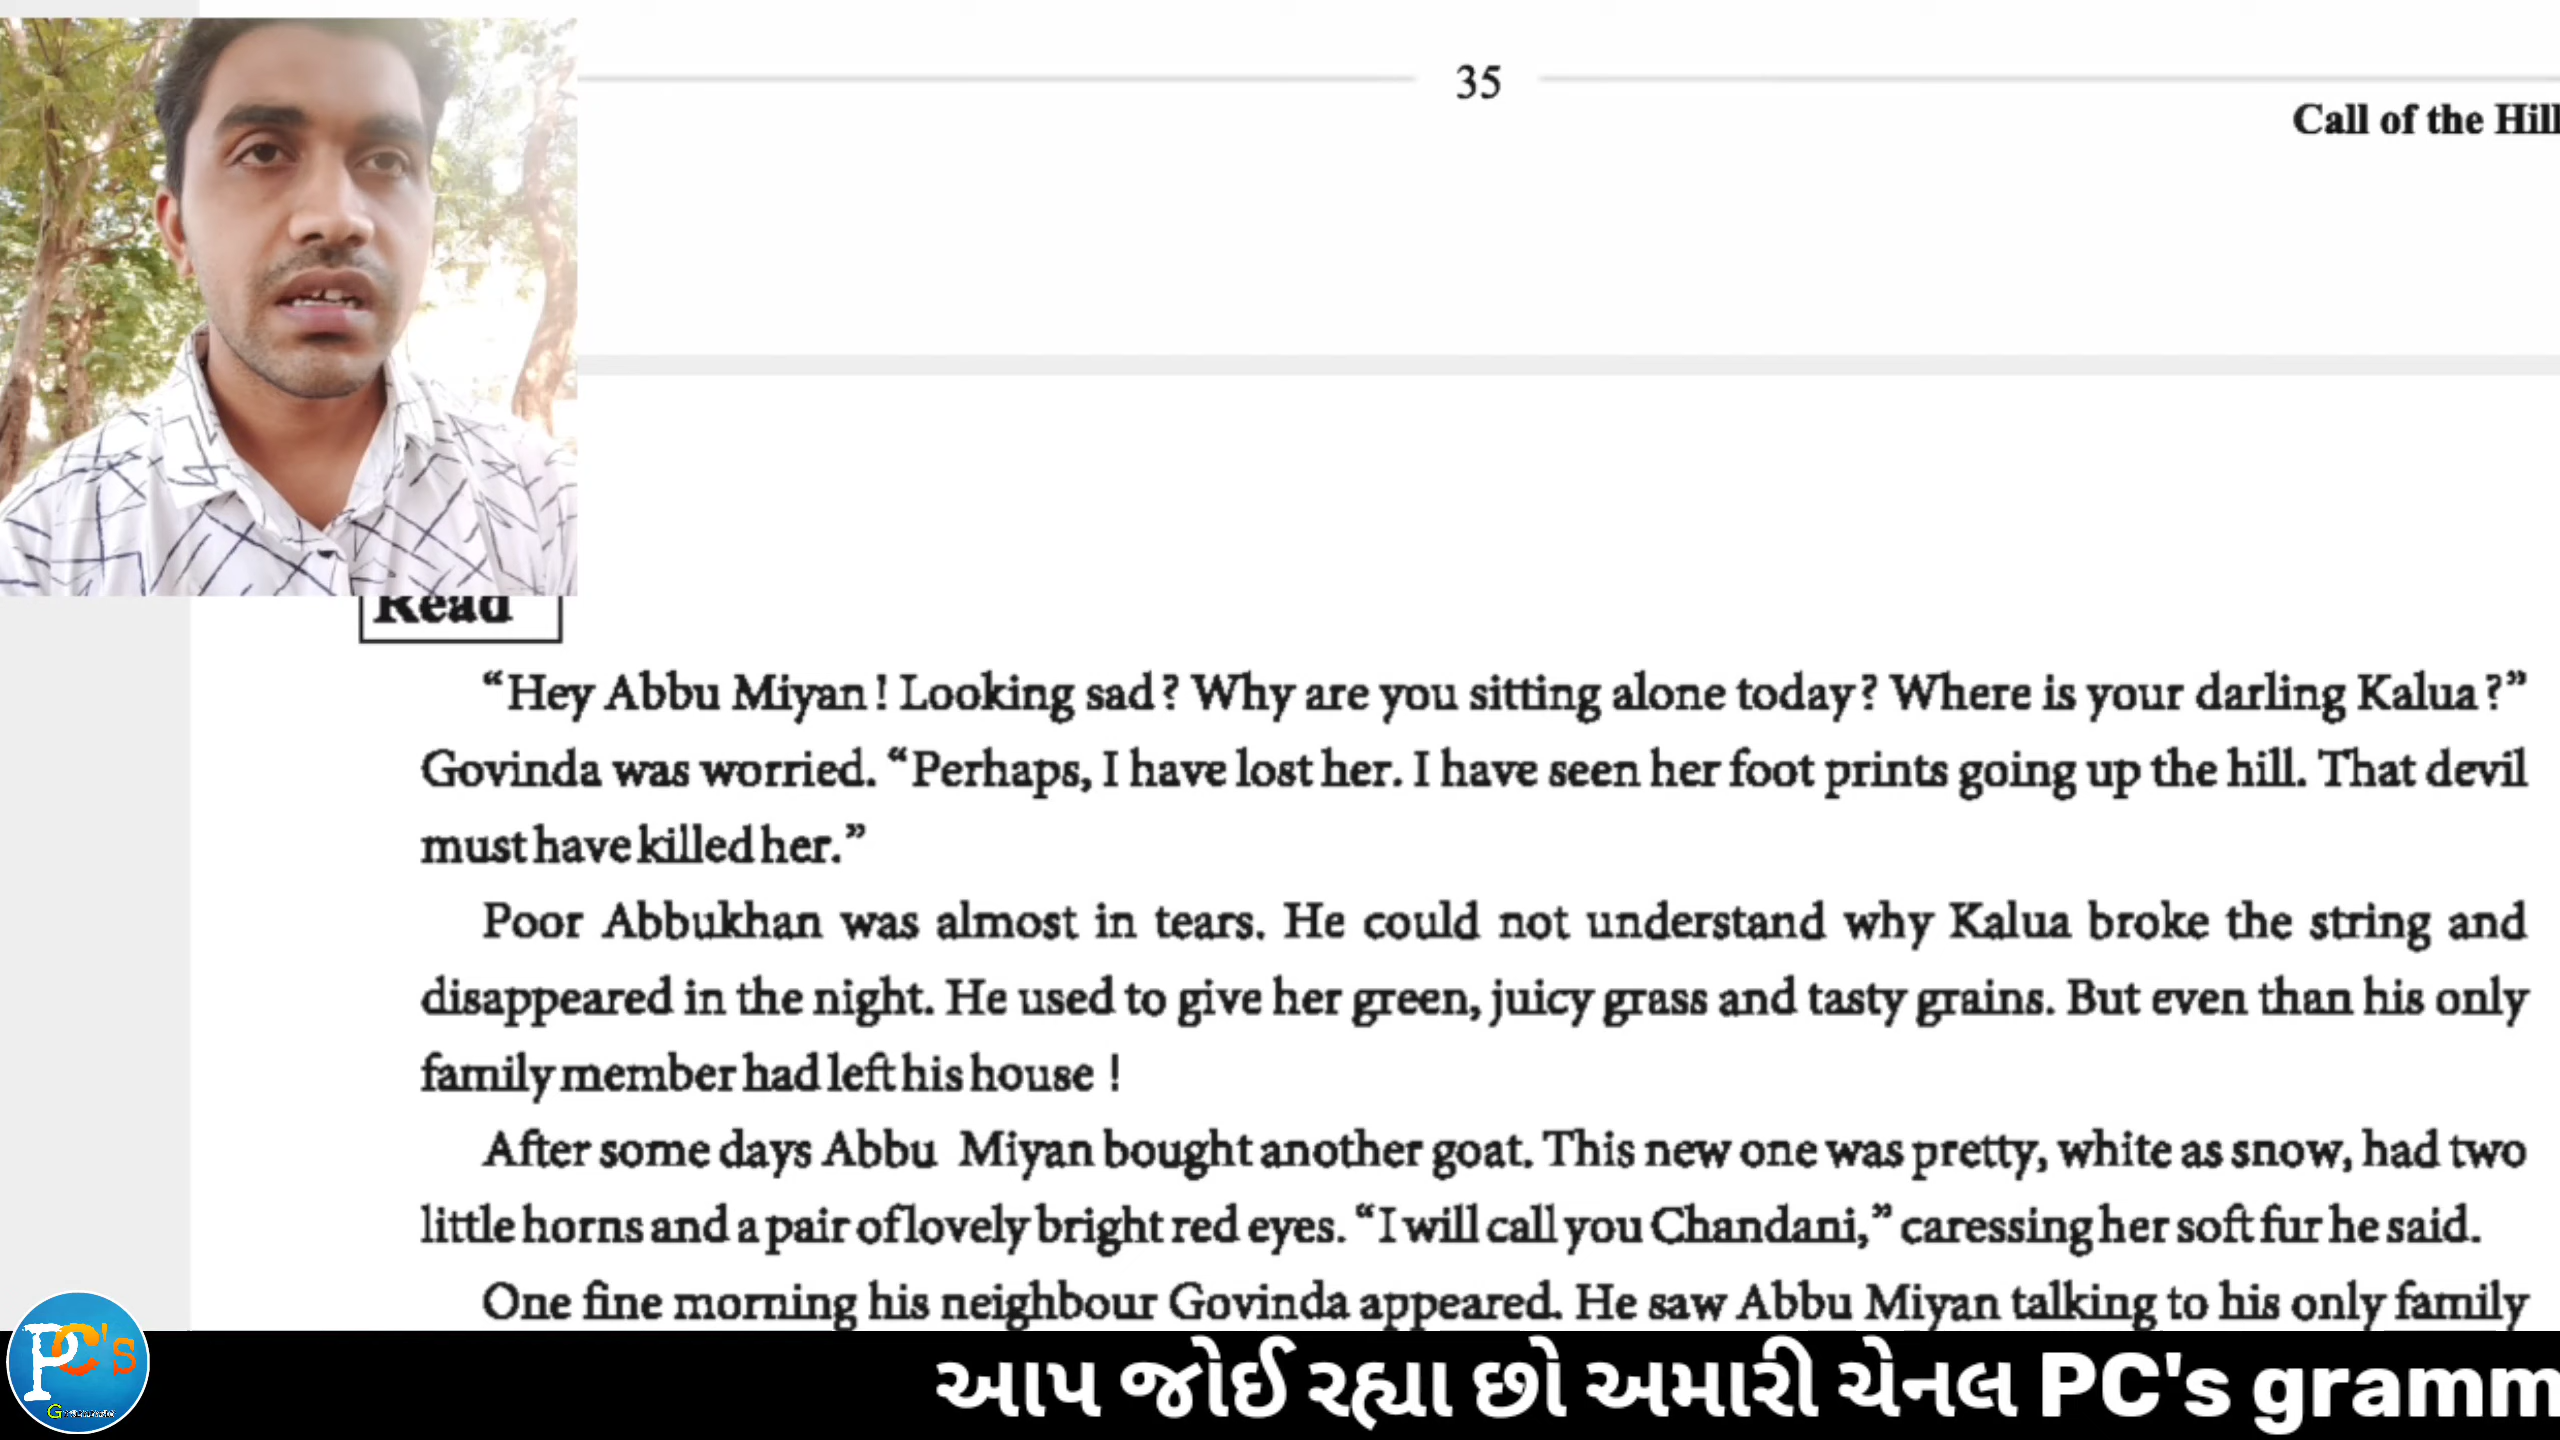 35
Call of the Hill
Read
“Hey Abbu Miyan ! Looking sad ? Why are you sitting alone today ? Where is your darling Kalua ?”
Govinda was worried. “Perhaps, I have lost her. I have seen her foot prints going up the hill. That devil
must have killed her.”
Poor Abbukhan was almost in tears. He could not understand why Kalua broke the string and
disappeared in the night. He used to give her green, juicy grass and tasty grains. But even than his only
family member had left his house !
After some days Abbu Miyan bought another goat. This new one was pretty, white as snow, had two
little horns and a pair of lovely bright red eyes. “I will call you Chandani,” caressing her soft fur he said.
One fine morning his neighbour Govinda appeared. He saw Abbu Miyan talking to his only family
PC's
આપ જોઈ રહ્યા છો અમારી ચેનલ PC's gramm